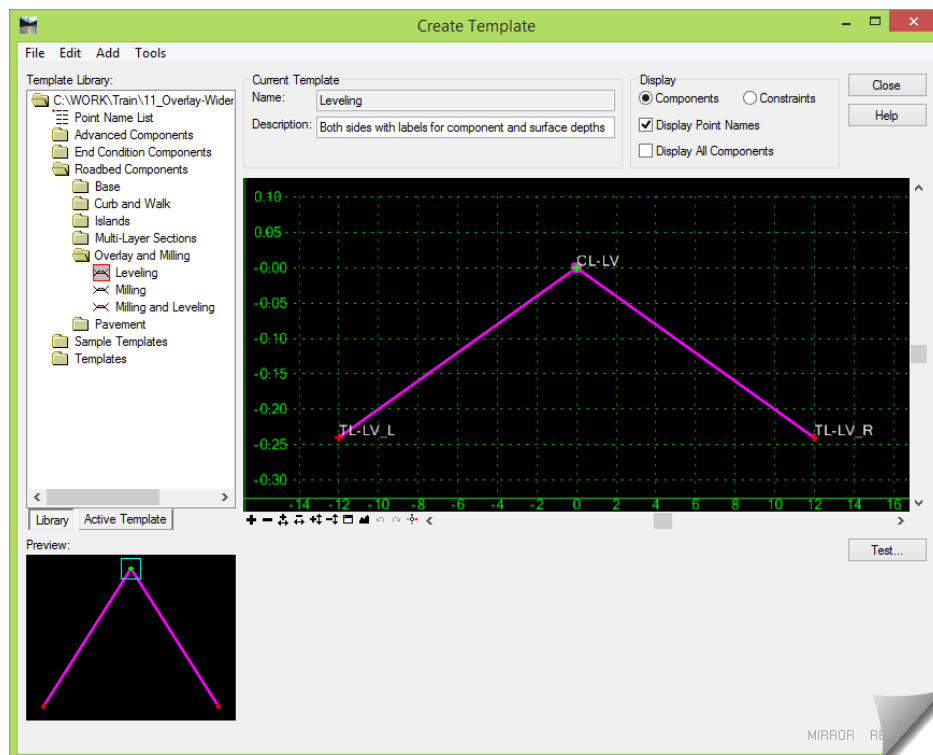 Create Template
File Edit Add Tools
Template Library:
C:\WORK\Train\11_Overlay-Wider
Point Name List
Advanced Components
End Condition Components
Roadbed Components
Base
Curb and Walk
Islands
Multi-Layer Sections
Overlay and Milling
Leveling
Milling
Milling and Leveling
Pavement
Sample Templates
Templates
Library Active Template
Current Template
Name: Leveling
Description: Both sides with labels for component and surface depths
Display
Components Constraints
Display Point Names
Display All Components
Close
Help
0.10
0.05
-0.00
-0.05
-0.10
-0.15
-0.20
-0.25
-0.30
CL-LV
TL-LV_L TL-LV_R
-14 -12 -10 -8 -6 -4 -2 0 2 4 6 8 10 12 14 16
Preview:
Test...
MIRROR